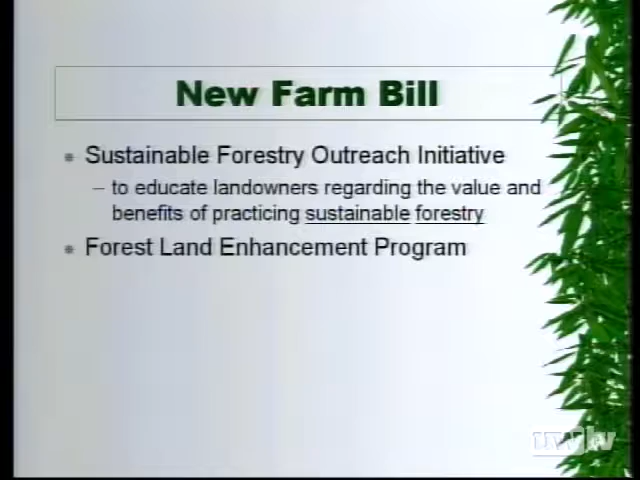 New Farm Bill
• Sustainable Forestry Outreach Initiative
– to educate landowners regarding the value and
benefits of practicing sustainable forestry
• Forest Land Enhancement Program
uwtv